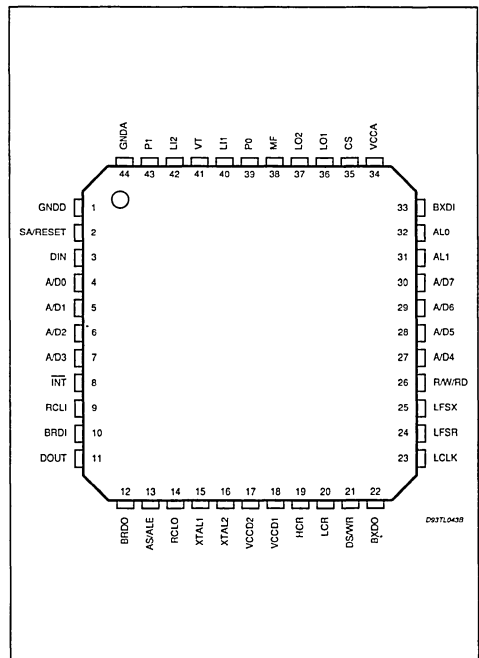 GNDA P1 LI2 VT LI1 P0 MF LO2 LO1 CS VCCA
44 43 42 41 40 39 38 37 36 35 34
GNDD 1 33 BXDI
SA/RESET 2 32 AL0
DIN 3 31 AL1
A/D0 4 30 A/D7
A/D1 5 29 A/D6
A/D2 6 28 A/D5
A/D3 7 27 A/D4
INT 8 26 R/W/RD
RCLI 9 25 LFSX
BRDI 10 24 LFSR
DOUT 11 23 LCLK
12 13 14 15 16 17 18 19 20 21 22
BRDO AS/ALE RCLO XTAL1 XTAL2 VCCD2 VCCD1 HCR LCR DS/WR BXDO
D93TL043B